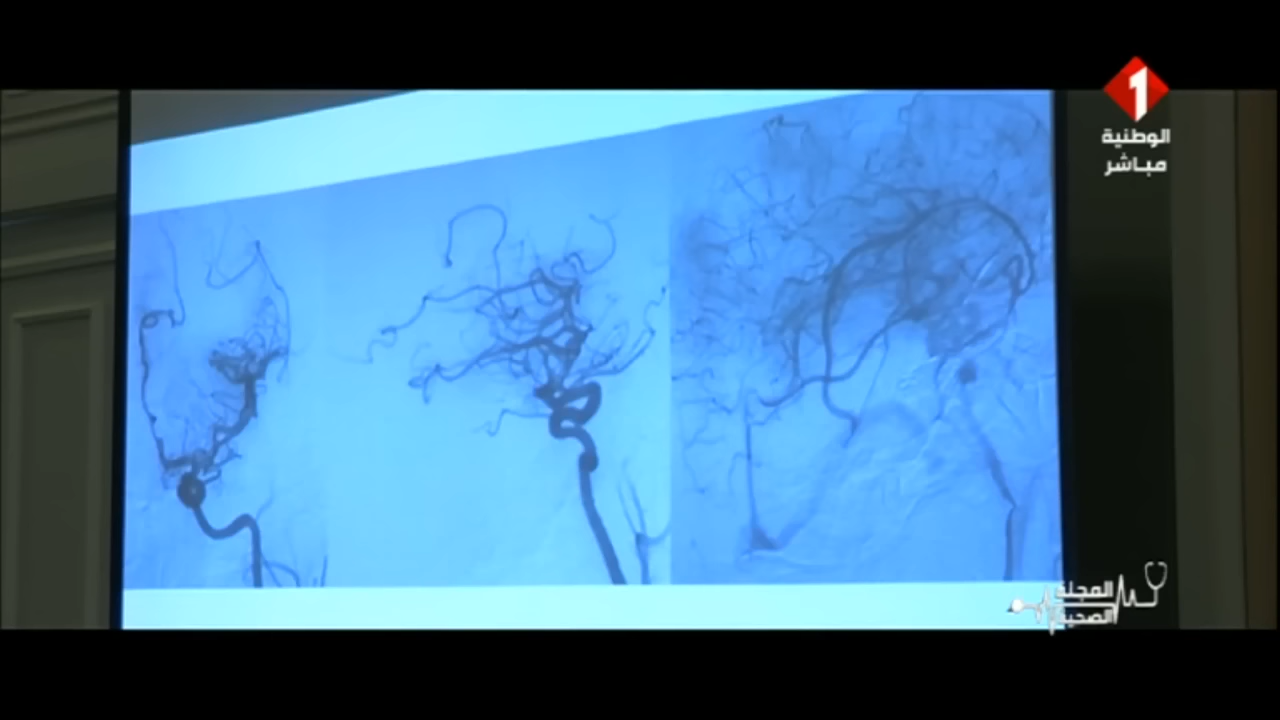 1
الوطنية
مباشر
المجلة
الصحية